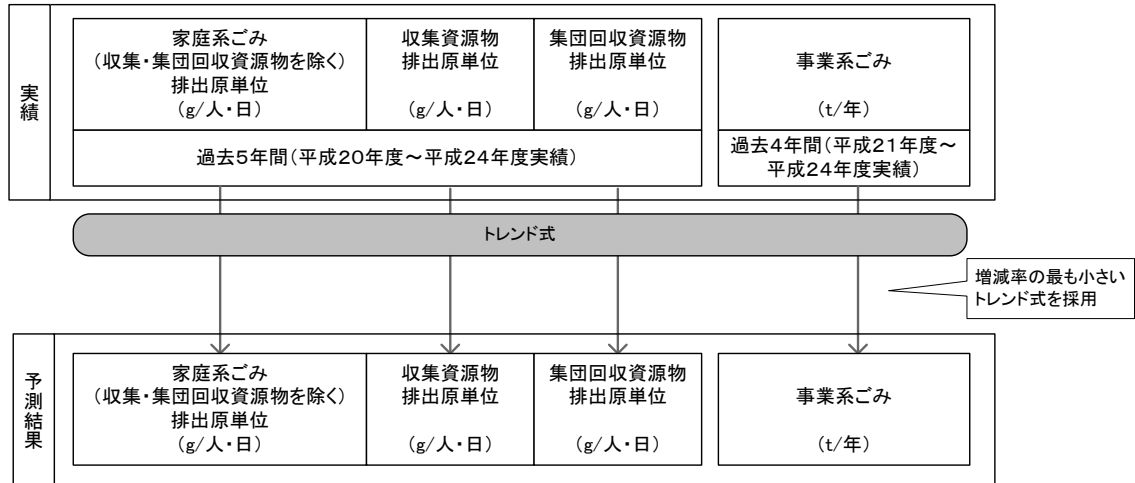 実績
家庭系ごみ
(収集・集団回収資源物を除く)
排出原単位
(g/人・日)
収集資源物
排出原単位
(g/人・日)
集団回収資源物
排出原単位
(g/人・日)
事業系ごみ
(t/年)
過去5年間(平成20年度～平成24年度実績)
過去4年間(平成21年度～
平成24年度実績)
トレンド式
増減率の最も小さい
トレンド式を採用
予測結果
家庭系ごみ
(収集・集団回収資源物を除く)
排出原単位
(g/人・日)
収集資源物
排出原単位
(g/人・日)
集団回収資源物
排出原単位
(g/人・日)
事業系ごみ
(t/年)